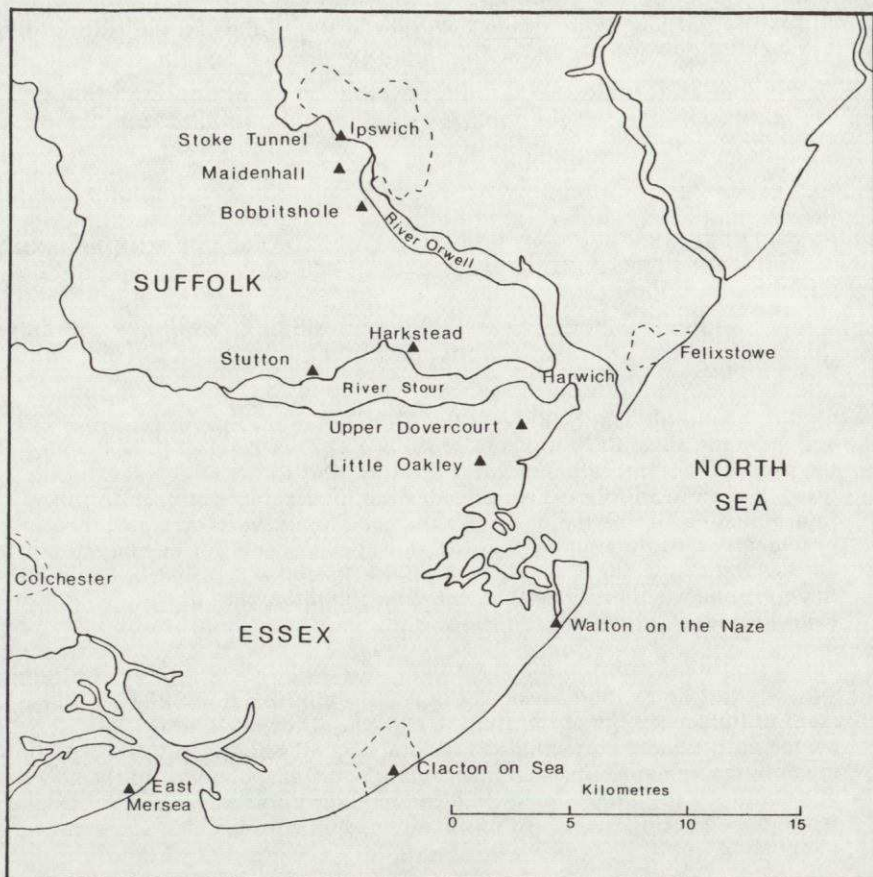 Stoke Tunnel
Ipswich
Maidenhall
Bobbitshole
River Orwell
SUFFOLK
Harkstead
Stutton
Felixstowe
River Stour
Harwich
Upper Dovercourt
Little Oakley
NORTH
SEA
Colchester
ESSEX
Walton on the Naze
Clacton on Sea
East
Mersea
Kilometres
0 5 10 15